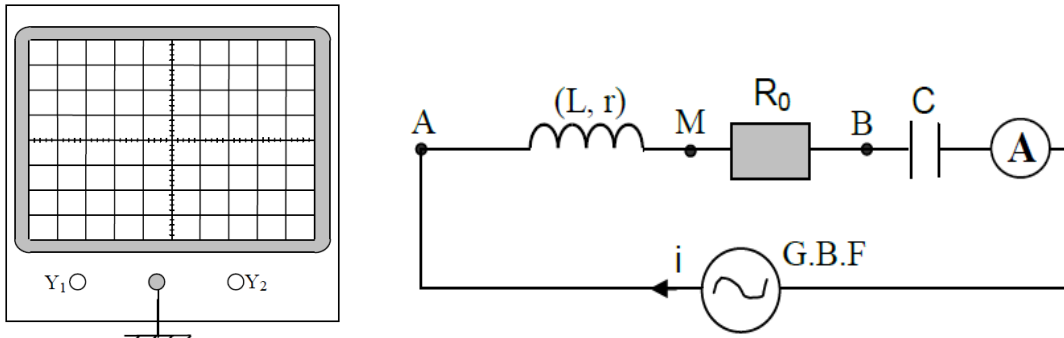 Y₁ Y₂
(L, r) R₀ C
A M B A
i G.B.F